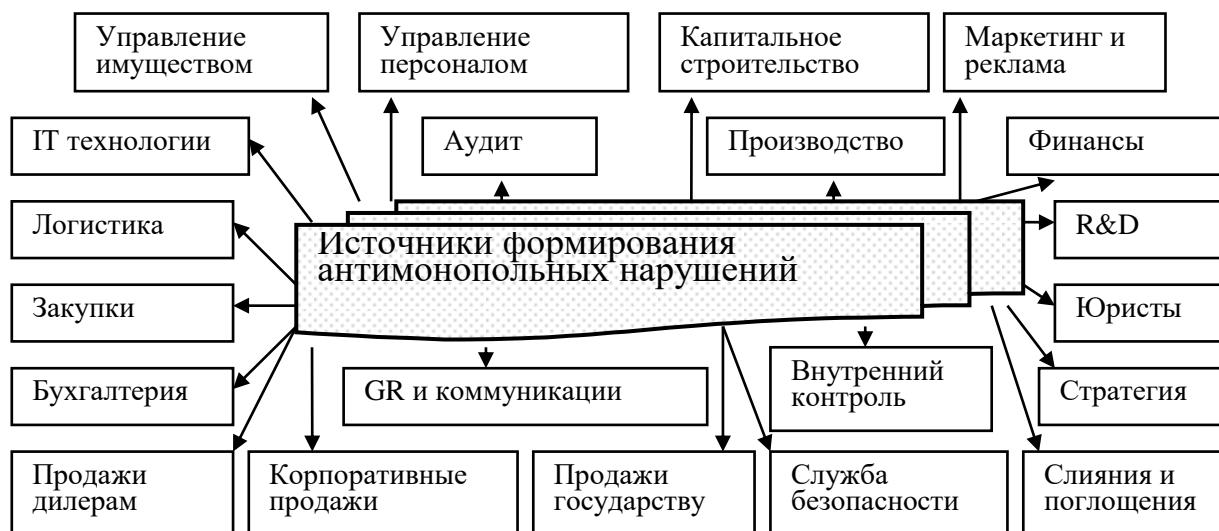 Управление
имуществом
Управление
персоналом
Капитальное
строительство
Маркетинг и
реклама
IT технологии
Аудит
Производство
Финансы
Логистика
R&D
Источники формирования
антимонопольных нарушений
Закупки
Юристы
Бухгалтерия
GR и коммуникации
Внутренний
контроль
Стратегия
Продажи
дилерам
Корпоративные
продажи
Продажи
государству
Служба
безопасности
Слияния и
поглощения